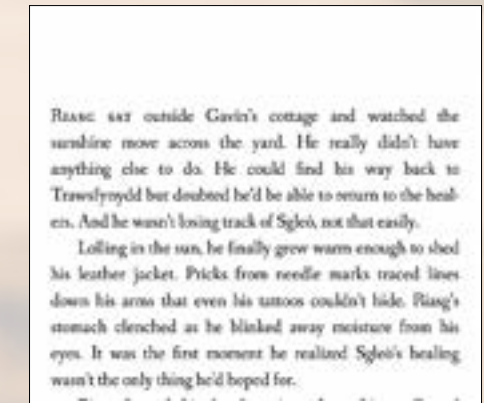 RIANG SAT outside Gavin's cottage and watched the
sunshine move across the yard. He really didn't have
anything else to do. He could find his way back to
Trawsfynydd but doubted he'd be able to return to the heal-
ers. And he wasn't losing track of Sgleò, not that easily.
Lolling in the sun, he finally grew warm enough to shed
his leather jacket. Pricks from needle marks traced lines
down his arms that even his tattoos couldn't hide. Riang's
stomach clenched as he blinked away moisture from his
eyes. It was the first moment he realized Sgleò's healing
wasn't the only thing he'd hoped for.